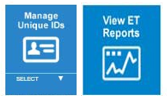 Manage
Unique IDs
SELECT
View ET
Reports